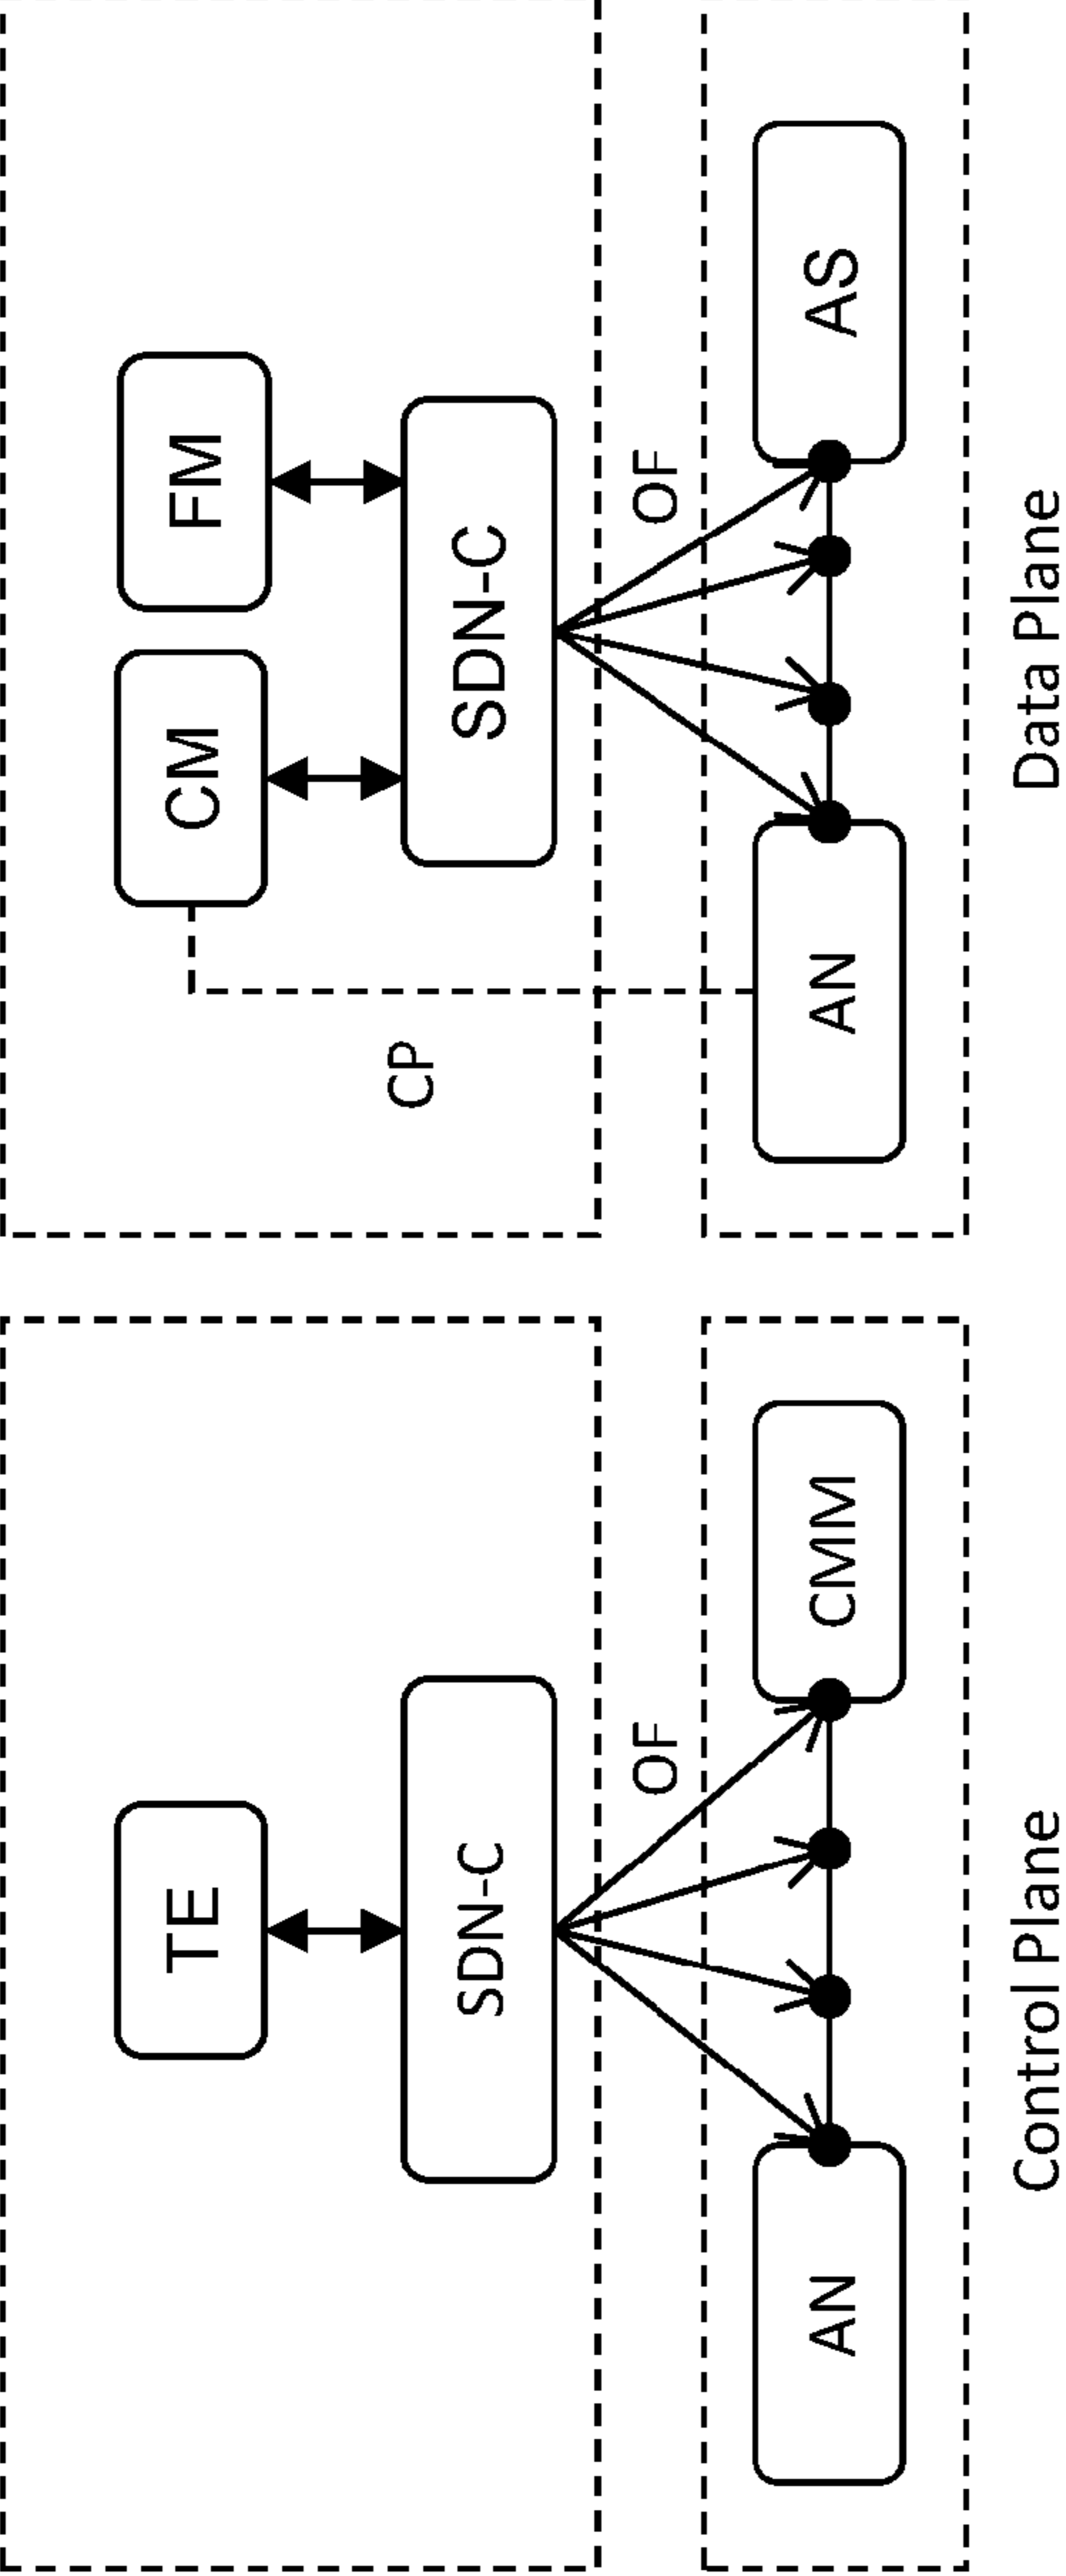 TE
SDN-C
OF
AN
CMM
Control Plane
CM
FM
SDN-C
CP
OF
AN
AS
Data Plane